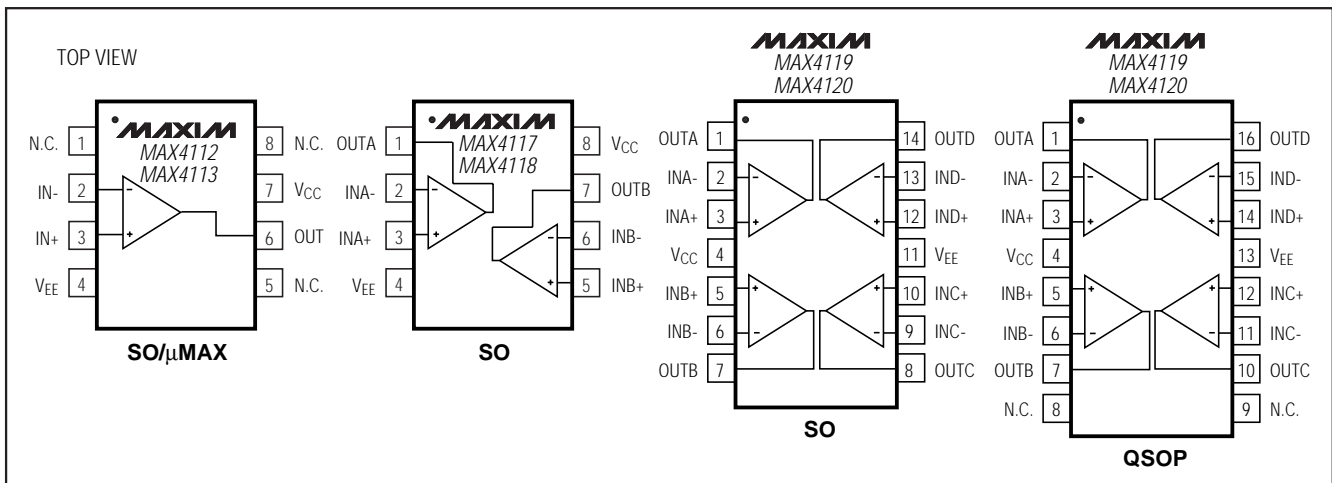 TOP VIEW
MAXIM
MAX4112
MAX4113
N.C. 1
IN- 2
IN+ 3
VEE 4
8 N.C.
7 VCC
6 OUT
5 N.C.
- 
+
SO/µMAX
MAXIM
MAX4117
MAX4118
OUTA 1
INA- 2
INA+ 3
VEE 4
8 VCC
7 OUTB
6 INB-
5 INB+
-
+
-
+
SO
MAXIM
MAX4119
MAX4120
OUTA 1
INA- 2
INA+ 3
VCC 4
INB+ 5
INB- 6
OUTB 7
14 OUTD
13 IND-
12 IND+
11 VEE
10 INC+
9 INC-
8 OUTC
- -
+ +
+ +
- -
SO
MAXIM
MAX4119
MAX4120
OUTA 1
INA- 2
INA+ 3
VCC 4
INB+ 5
INB- 6
OUTB 7
N.C. 8
16 OUTD
15 IND-
14 IND+
13 VEE
12 INC+
11 INC-
10 OUTC
9 N.C.
- -
+ +
+ +
- -
QSOP